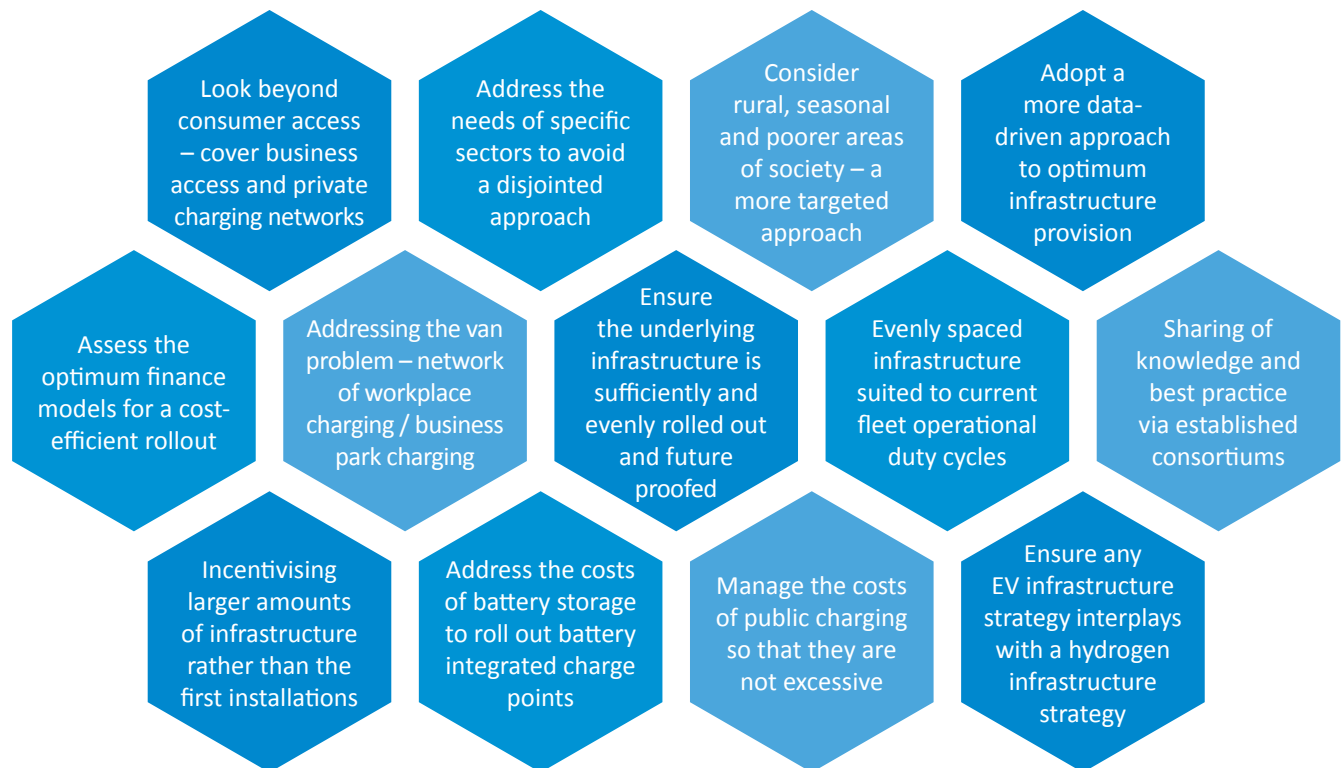 Look beyond
consumer access
– cover business
access and private
charging networks
Address the
needs of specific
sectors to avoid
a disjointed
approach
Consider
rural, seasonal
and poorer areas
of society – a
more targeted
approach
Adopt a
more data-
driven approach
to optimum
infrastructure
provision
Assess the
optimum finance
models for a cost-
efficient rollout
Addressing the van
problem – network
of workplace
charging / business
park charging
Ensure
the underlying
infrastructure is
sufficiently and
evenly rolled out
and future
proofed
Evenly spaced
infrastructure
suited to current
fleet operational
duty cycles
Sharing of
knowledge and
best practice
via established
consortiums
Incentivising
larger amounts
of infrastructure
rather than the
first installations
Address the costs
of battery storage
to roll out battery
integrated charge
points
Manage the costs
of public charging
so that they are
not excessive
Ensure any
EV infrastructure
strategy interplays
with a hydrogen
infrastructure
strategy